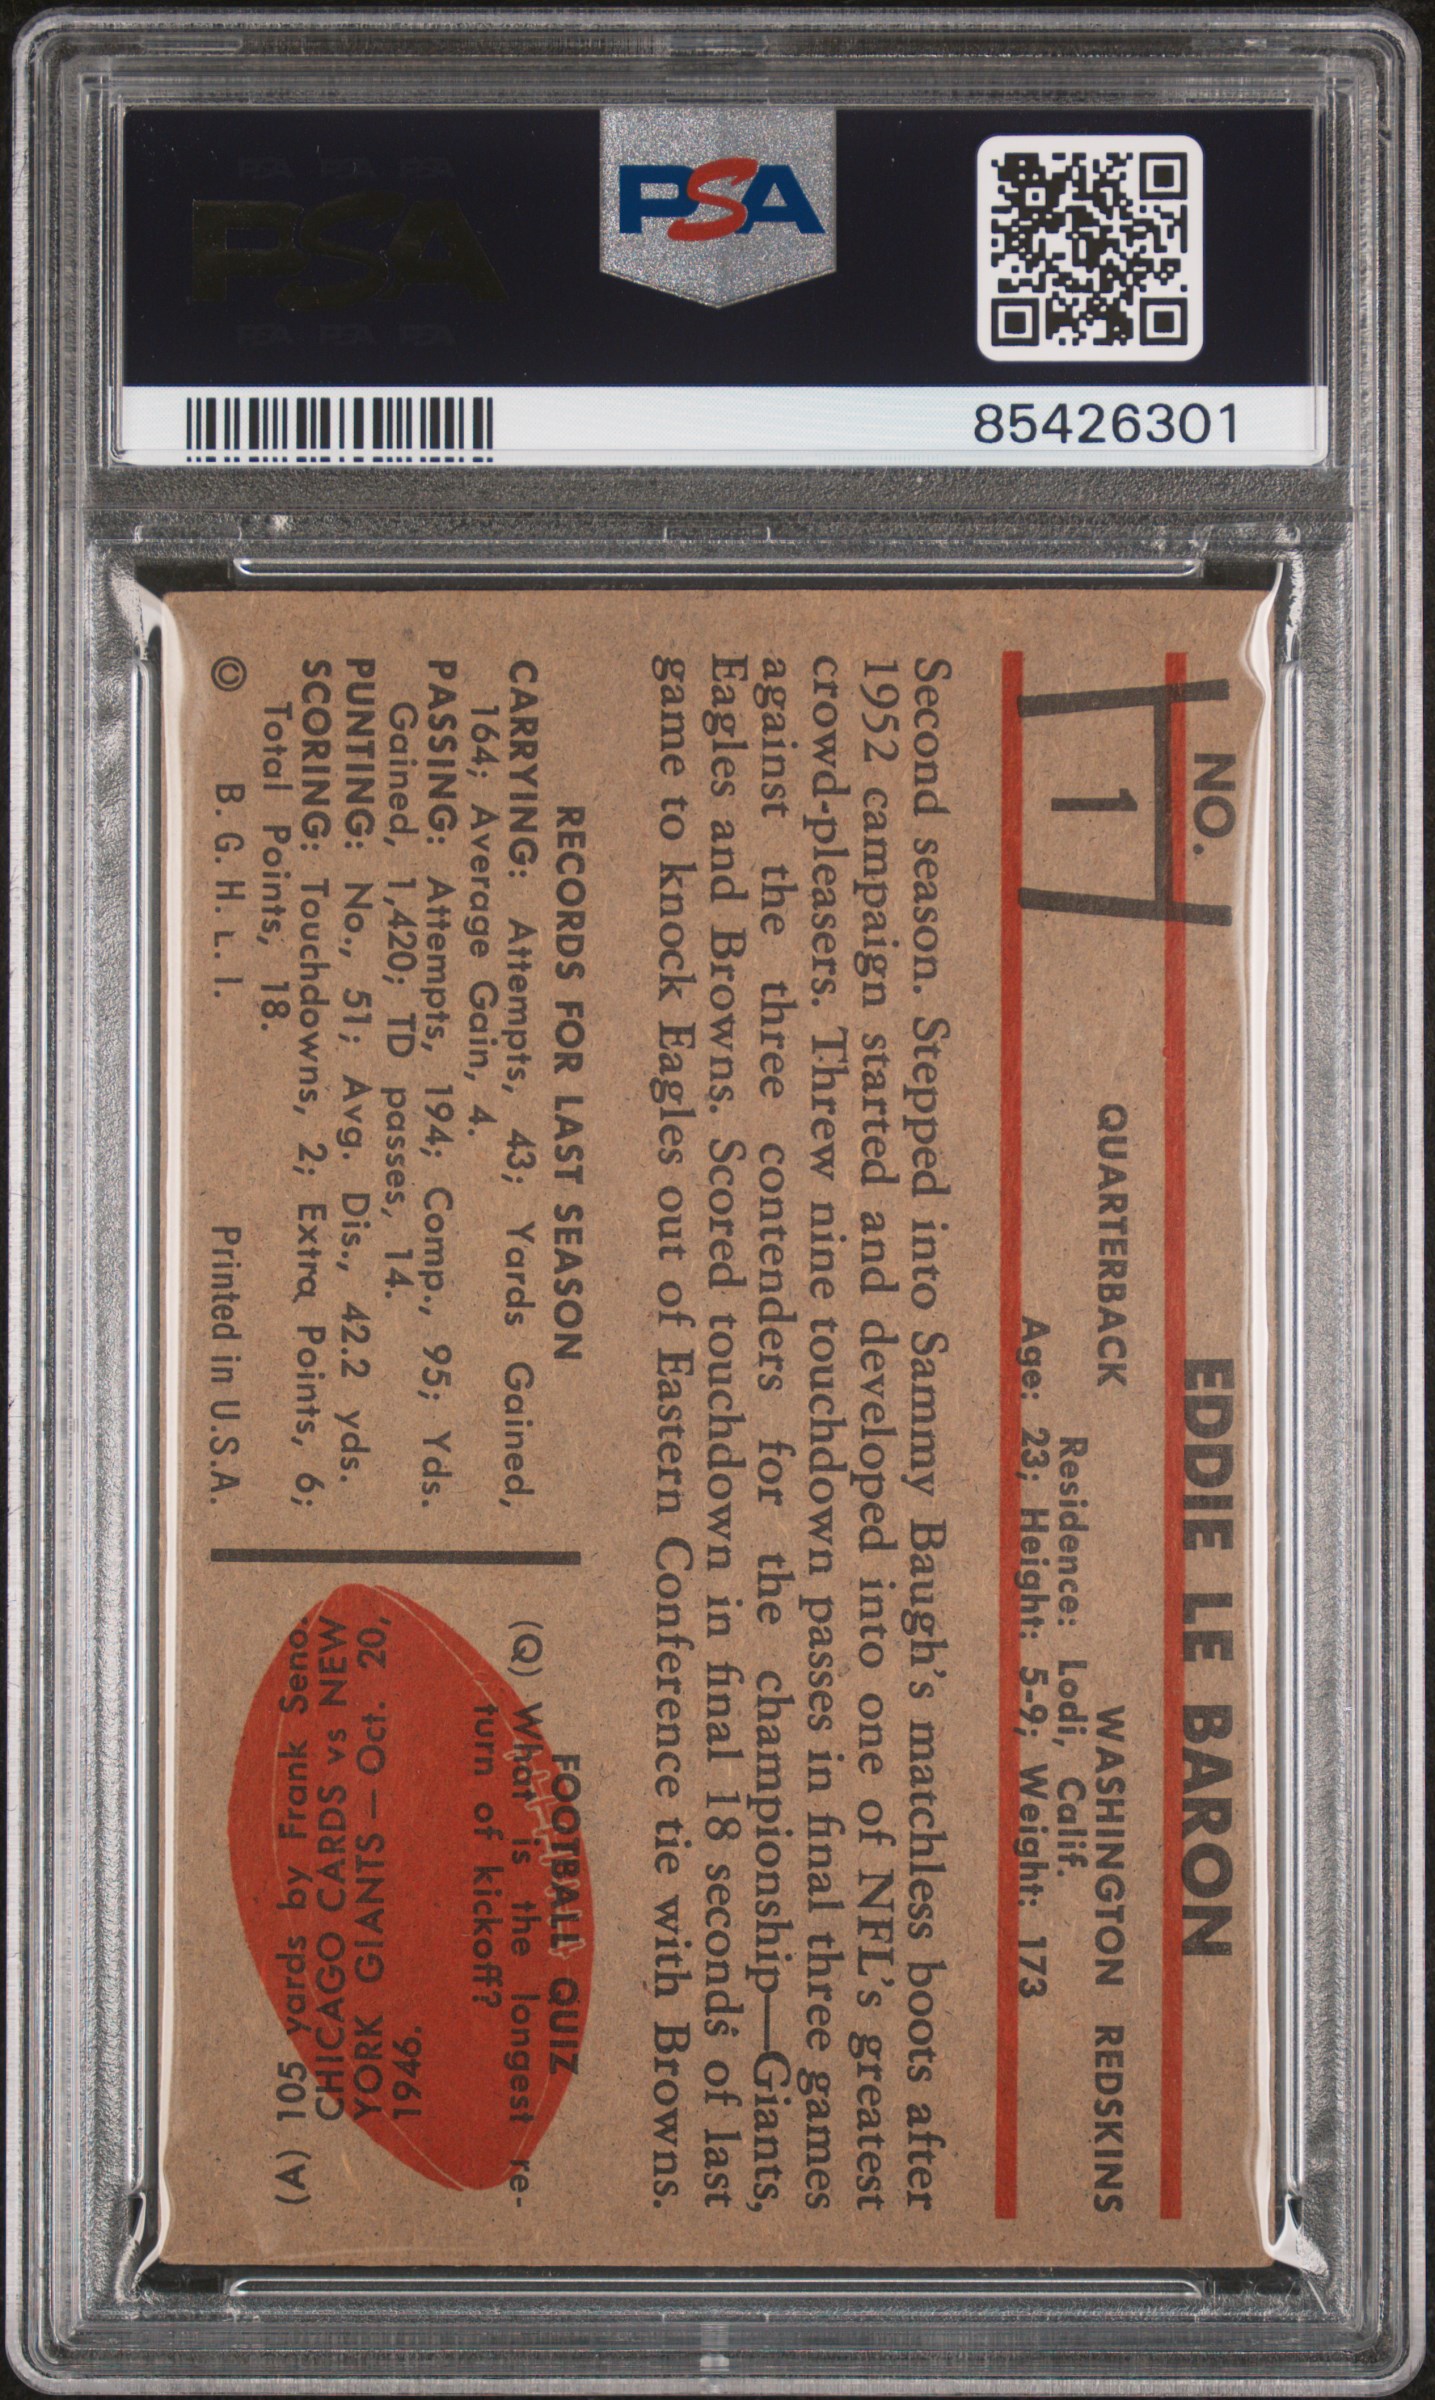 PSA PSA PSA
PSA
PSA PSA PSA
PSA
85426301
NO.
1
EDDIE LE BARON
QUARTERBACK WASHINGTON REDSKINS
Residence: Lodi, Calif.
Age: 23; Height: 5-9; Weight: 173
Second season. Stepped into Sammy Baugh's matchless boots after
1952 campaign started and developed into one of NFL's greatest
crowd-pleasers. Threw nine touchdown passes in final three games
against the three contenders for the championship—Giants,
Eagles and Browns. Scored touchdown in final 18 seconds of last
game to knock Eagles out of Eastern Conference tie with Browns.
RECORDS FOR LAST SEASON
CARRYING: Attempts, 43; Yards Gained,
164; Average Gain, 4.
PASSING: Attempts, 194; Comp., 95; Yds.
Gained, 1,420; TD passes, 14.
PUNTING: No., 51; Avg. Dis., 42.2 yds.
SCORING: Touchdowns, 2; Extra Points, 6;
Total Points, 18.
© B. G. H. L. I. Printed in U.S.A.
FOOTBALL QUIZ
(Q) What is the longest re-
turn of kickoff?
(A) 105 yards by Frank Seno.
CHICAGO CARDS vs NEW
YORK GIANTS — Oct. 20,
1946.